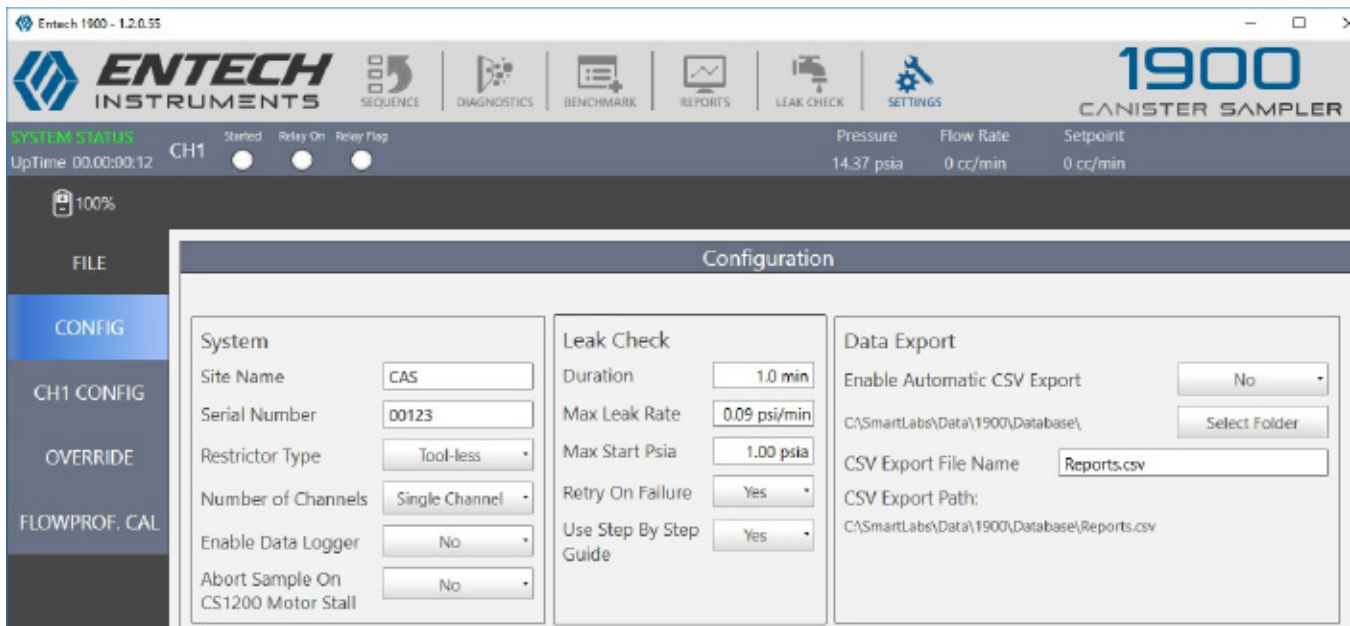 Entech 1900 - 1.2.0.55
ENTECH
INSTRUMENTS
SEQUENCE
DIAGNOSTICS
BENCHMARK
REPORTS
LEAK CHECK
SETTINGS
1900
CANISTER SAMPLER
SYSTEM STATUS
UpTime 00.00:00:12
CH1
Started Relay On Relay Flag
Pressure Flow Rate Setpoint
14.37 psia 0 cc/min 0 cc/min
100%
FILE
CONFIG
CH1 CONFIG
OVERRIDE
FLOWPROF. CAL
Configuration
System
Site Name CAS
Serial Number 00123
Restrictor Type Tool-less
Number of Channels Single Channel
Enable Data Logger No
Abort Sample On
CS1200 Motor Stall No
Leak Check
Duration 1.0 min
Max Leak Rate 0.09 psi/min
Max Start Psia 1.00 psia
Retry On Failure Yes
Use Step By Step
Guide Yes
Data Export
Enable Automatic CSV Export No
C:\SmartLabs\Data\1900\Database\ Select Folder
CSV Export File Name Reports.csv
CSV Export Path:
C:\SmartLabs\Data\1900\Database\Reports.csv